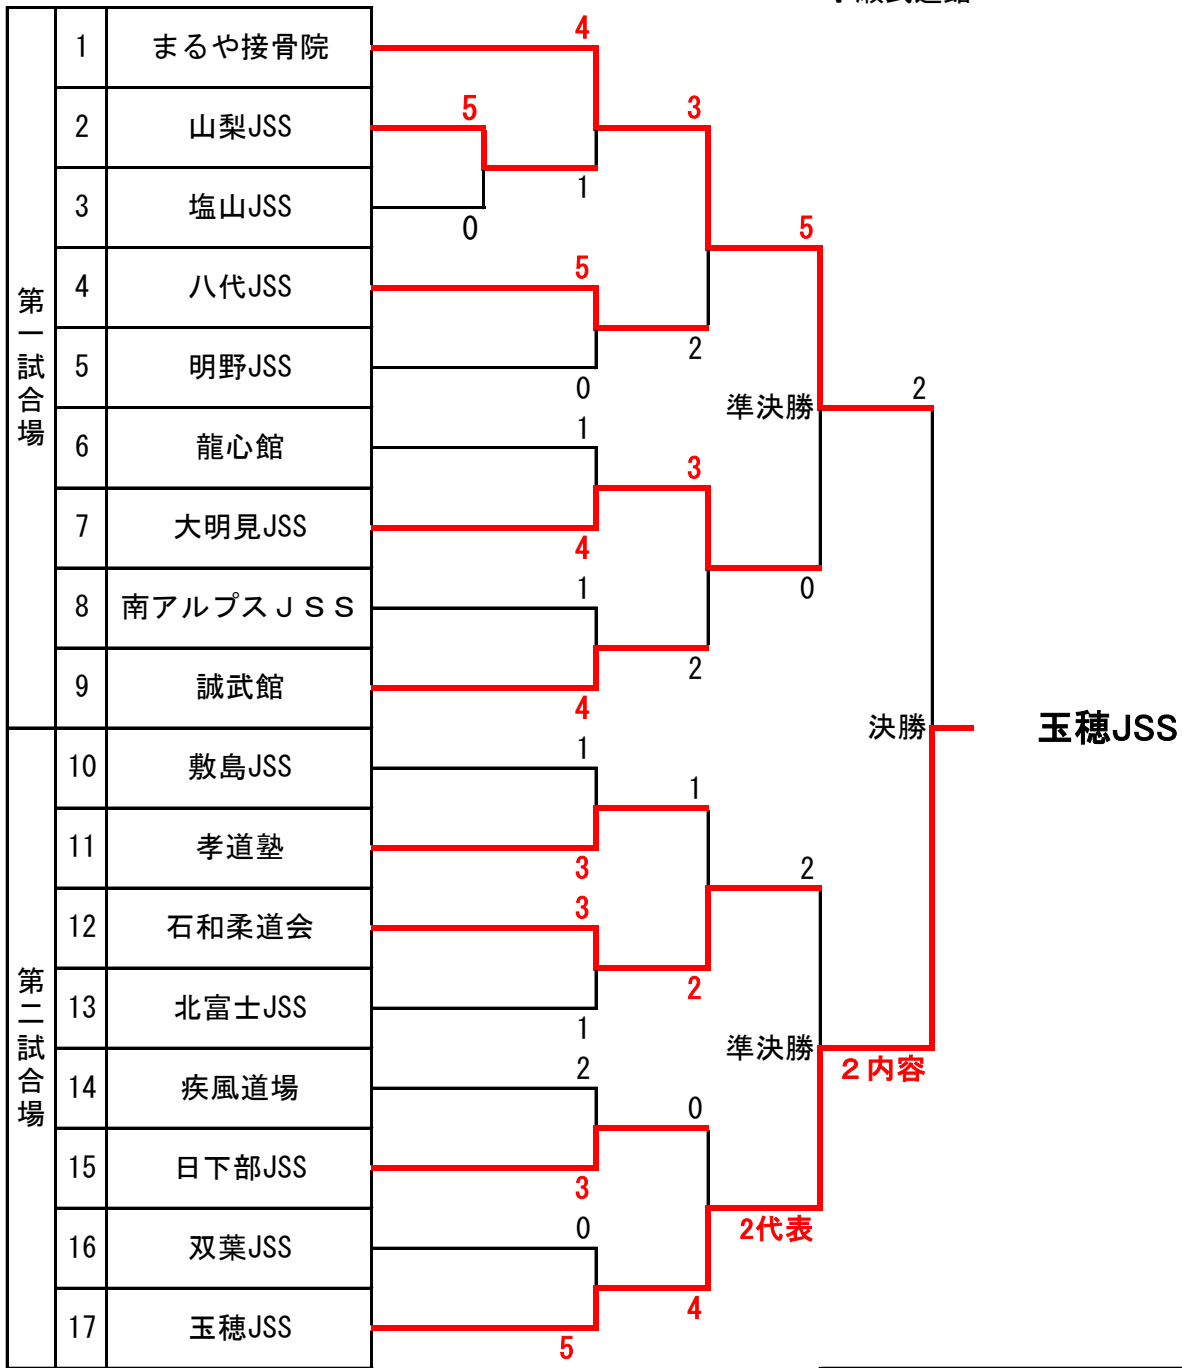 第一試合場
1 まるや接骨院
2 山梨JSS
3 塩山JSS
4 八代JSS
5 明野JSS
6 龍心館
7 大明見JSS
8 南アルプスＪＳＳ
9 誠武館
第二試合場
10 敷島JSS
11 孝道塾
12 石和柔道会
13 北富士JSS
14 疾風道場
15 日下部JSS
16 双葉JSS
17 玉穂JSS
4
5
1
0
5
0
1
4
1
4
1
3
3
1
2
3
0
5
3
2
3
2
1
2
0
4
5
0
準決勝
2
2代表
準決勝
2
２内容
決勝
玉穂JSS